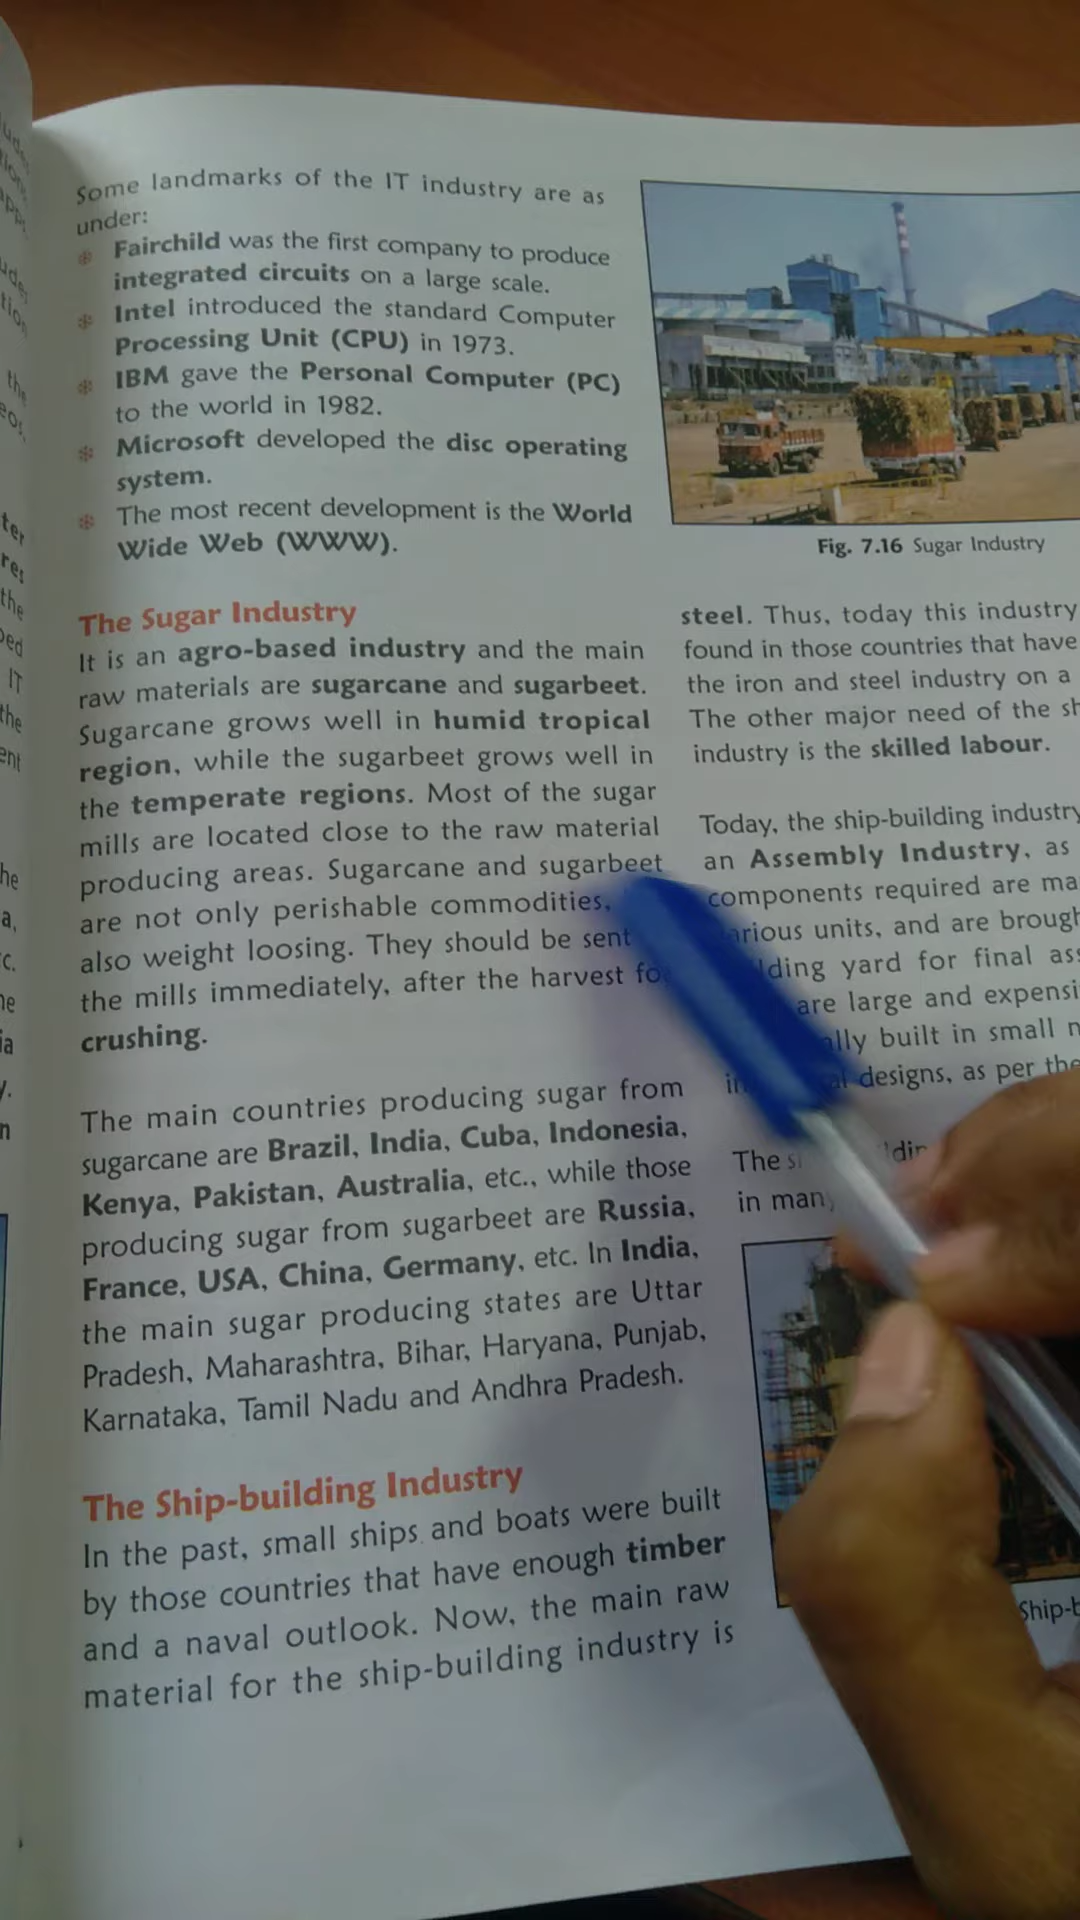 Some landmarks of the IT industry are as
under:
Fairchild was the first company to produce
integrated circuits on a large scale.
Intel introduced the standard Computer
Processing Unit (CPU) in 1973.
IBM gave the Personal Computer (PC)
to the world in 1982.
Microsoft developed the disc operating
system.
The most recent development is the World
Wide Web (WWW).
The Sugar Industry
It is an agro-based industry and the main
raw materials are sugarcane and sugarbeet.
Sugarcane grows well in humid tropical
region, while the sugarbeet grows well in
the temperate regions. Most of the sugar
mills are located close to the raw material
producing areas. Sugarcane and sugarbeet
are not only perishable commodities,
also weight loosing. They should be sent
the mills immediately, after the harvest
crushing.
The main countries producing sugar from
sugarcane are Brazil, India, Cuba, Indonesia,
Kenya, Pakistan, Australia, etc., while those
producing sugar from sugarbeet are Russia,
France, USA, China, Germany, etc. In India,
the main sugar producing states are Uttar
Pradesh, Maharashtra, Bihar, Haryana, Punjab,
Karnataka, Tamil Nadu and Andhra Pradesh.
The Ship-building Industry
In the past, small ships and boats were built
by those countries that have enough timber
and a naval outlook. Now, the main raw
material for the ship-building industry is
Fig. 7.16 Sugar Industry
steel. Thus, today this industry
found in those countries that have
the iron and steel industry on a
The other major need of the
industry is the skilled labour.
Today, the ship-building industry
an Assembly Industry, as
components required are
units, and are
yard for final
are large and
built in small
designs, as per the
The
in